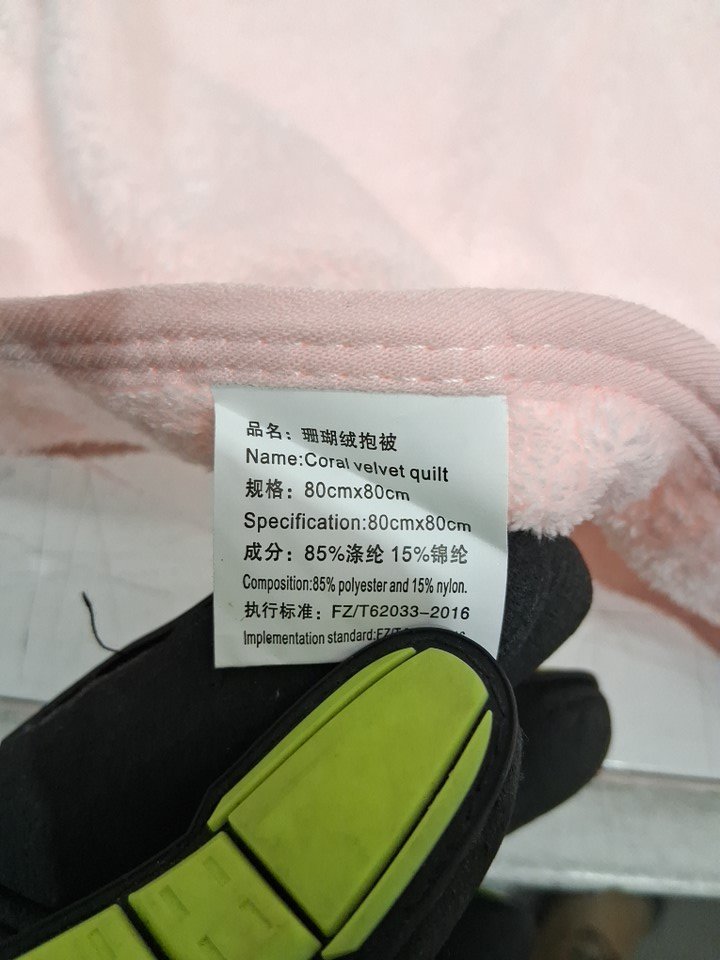 品名：珊瑚绒抱被
Name:Coral velvet quilt
规格：80cmx80cm
Specification:80cmx80cm
成分：85%涤纶 15%锦纶
Composition:85% polyester and 15% nylon.
执行标准：FZ/T62033-2016
Implementation standard: